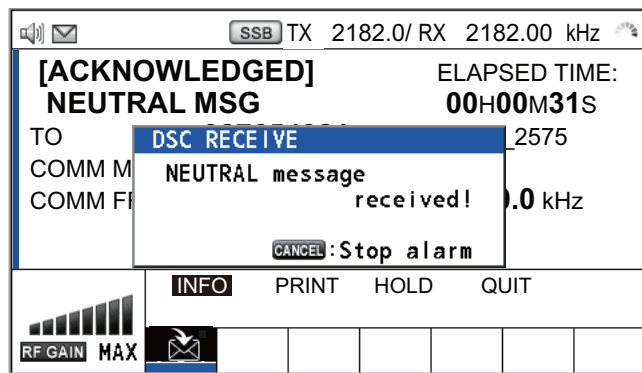 SSB TX 2182.0/ RX 2182.00 kHz
[ACKNOWLEDGED] ELAPSED TIME:
NEUTRAL MSG 00H00M31S
TO _2575
DSC RECEIVE
COMM M
NEUTRAL message
COMM FR
received! .0 kHz
CANCEL:Stop alarm
INFO PRINT HOLD QUIT
RF GAIN MAX